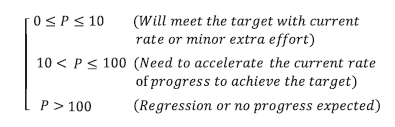 0 ≤ P ≤ 10 (Will meet the target with current
rate or minor extra effort)
10 < P ≤ 100 (Need to accelerate the current rate
of progress to achieve the target)
P > 100 (Regression or no progress expected)